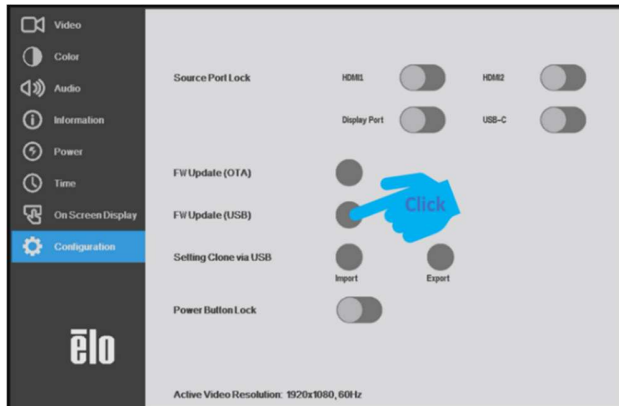 Video
Color
Audio
Information
Power
Time
On Screen Display
Configuration
ēlo
Source Port Lock
HDMI1
HDMI2
Display Port
USB-C
FW Update (OTA)
FW Update (USB)
Click
Setting Clone via USB
Import
Export
Power Button Lock
Active Video Resolution: 1920x1080, 60Hz